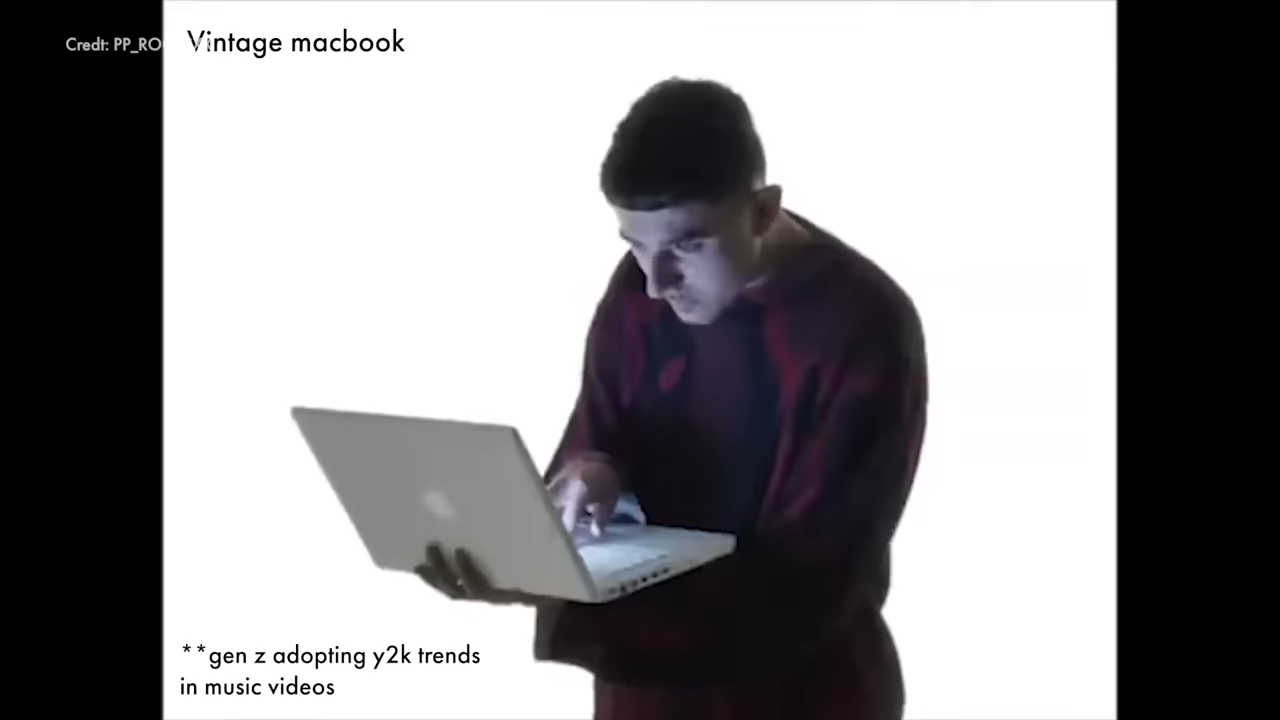 Vintage macbook
Credt: PP_RO
**gen z adopting y2k trends
in music videos